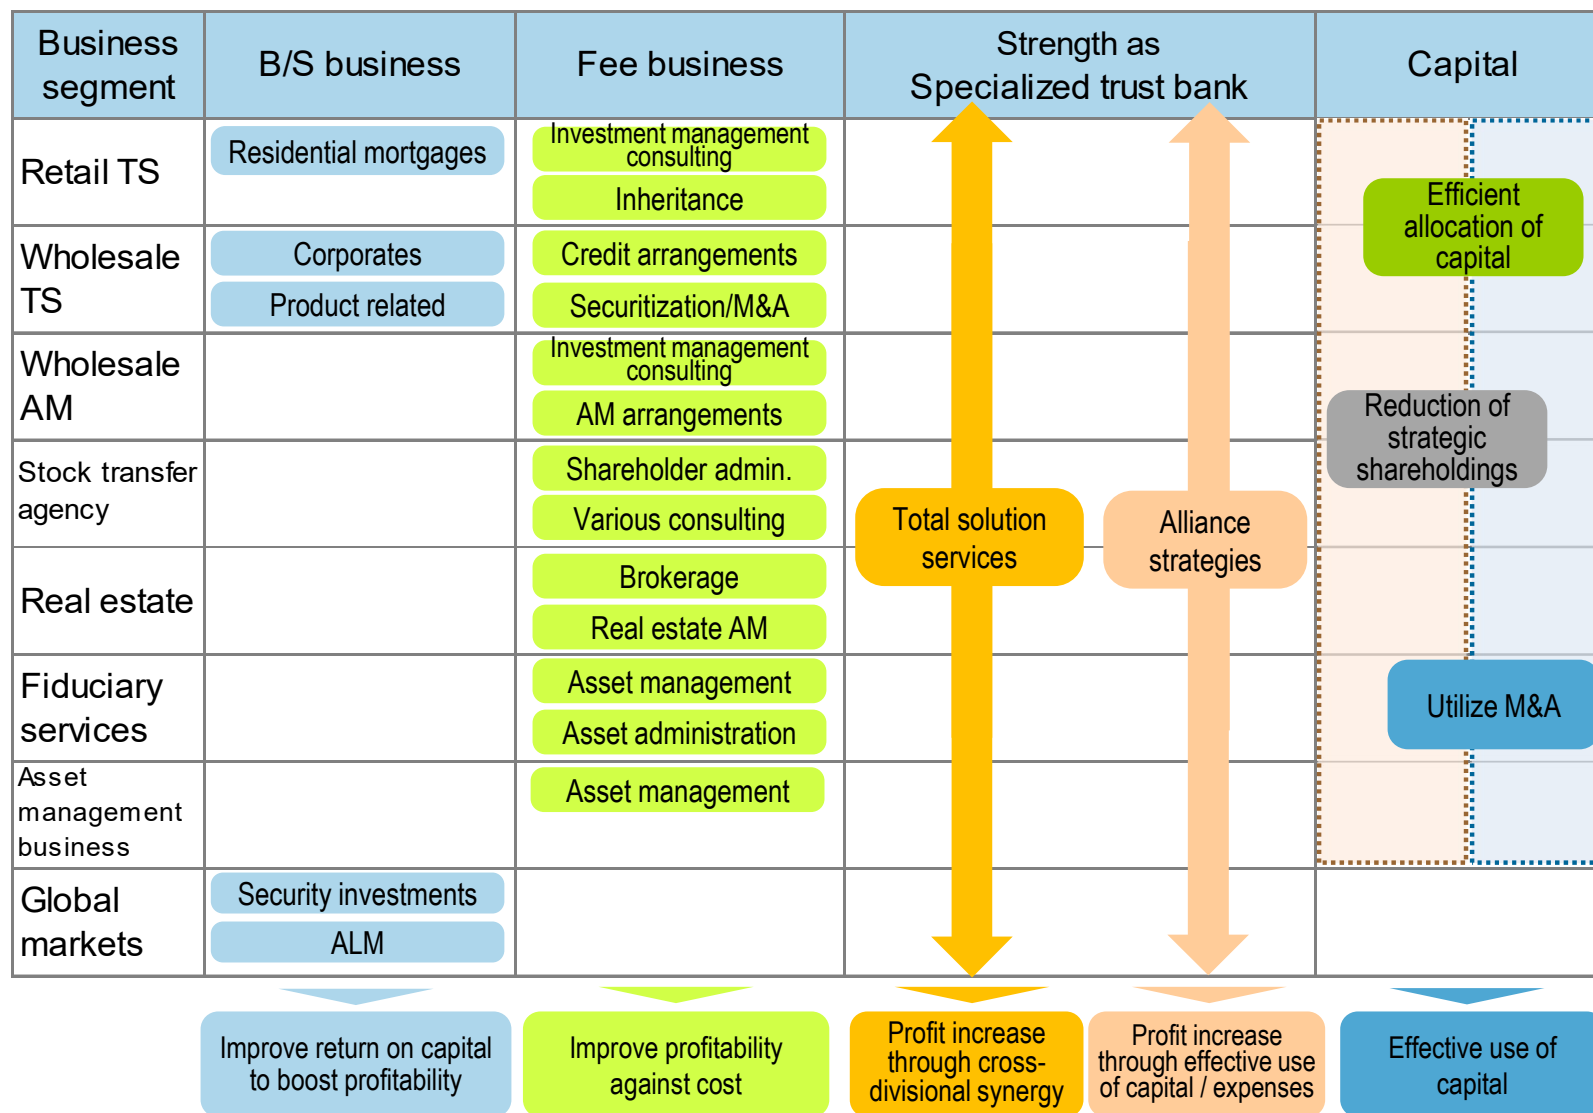 Business
segment
B/S business
Fee business
Strength as
Specialized trust bank
Capital
Retail TS
Residential mortgages
Investment management
consulting
Inheritance
Efficient
allocation of
capital
Wholesale
TS
Corporates
Product related
Credit arrangements
Securitization/M&A
Wholesale
AM
Investment management
consulting
AM arrangements
Reduction of
strategic
shareholdings
Stock transfer
agency
Shareholder admin.
Various consulting
Total solution
services
Alliance
strategies
Real estate
Brokerage
Real estate AM
Fiduciary
services
Asset management
Asset administration
Utilize M&A
Asset
management
business
Asset management
Global
markets
Security investments
ALM
Improve return on capital
to boost profitability
Improve profitability
against cost
Profit increase
through cross-
divisional synergy
Profit increase
through effective use
of capital / expenses
Effective use of
capital